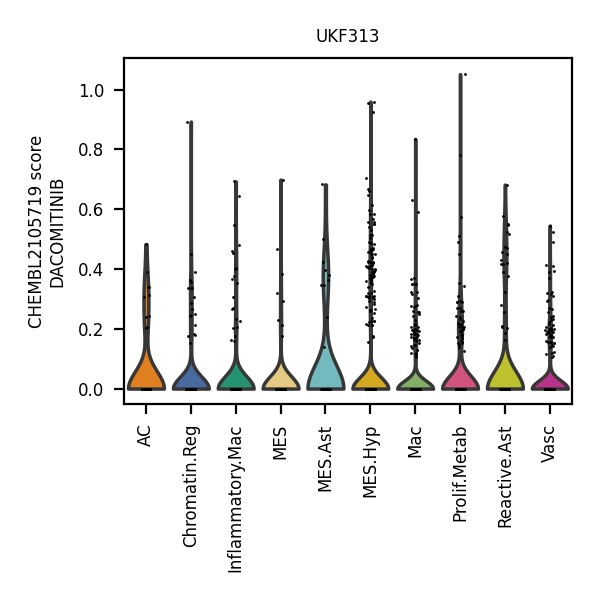 UKF313
CHEMBL2105719 score
DACOMITINIB
1.0
0.8
0.6
0.4
0.2
0.0
AC
Chromatin.Reg
Inflammatory.Mac
MES
MES.Ast
MES.Hyp
Mac
Prolif.Metab
Reactive.Ast
Vasc